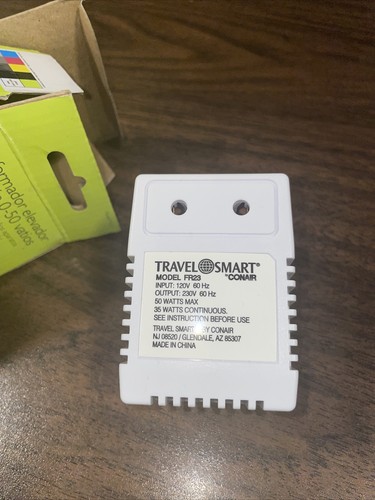 formador elevador
0-50 vatios
TRAVEL SMART®
MODEL FR23 ™CONAIR
INPUT: 120V 60 Hz
OUTPUT: 230V 60 Hz
50 WATTS MAX
35 WATTS CONTINUOUS.
SEE INSTRUCTION BEFORE USE
TRAVEL SMART BY CONAIR
NJ 08520 / GLENDALE, AZ 85307
MADE IN CHINA